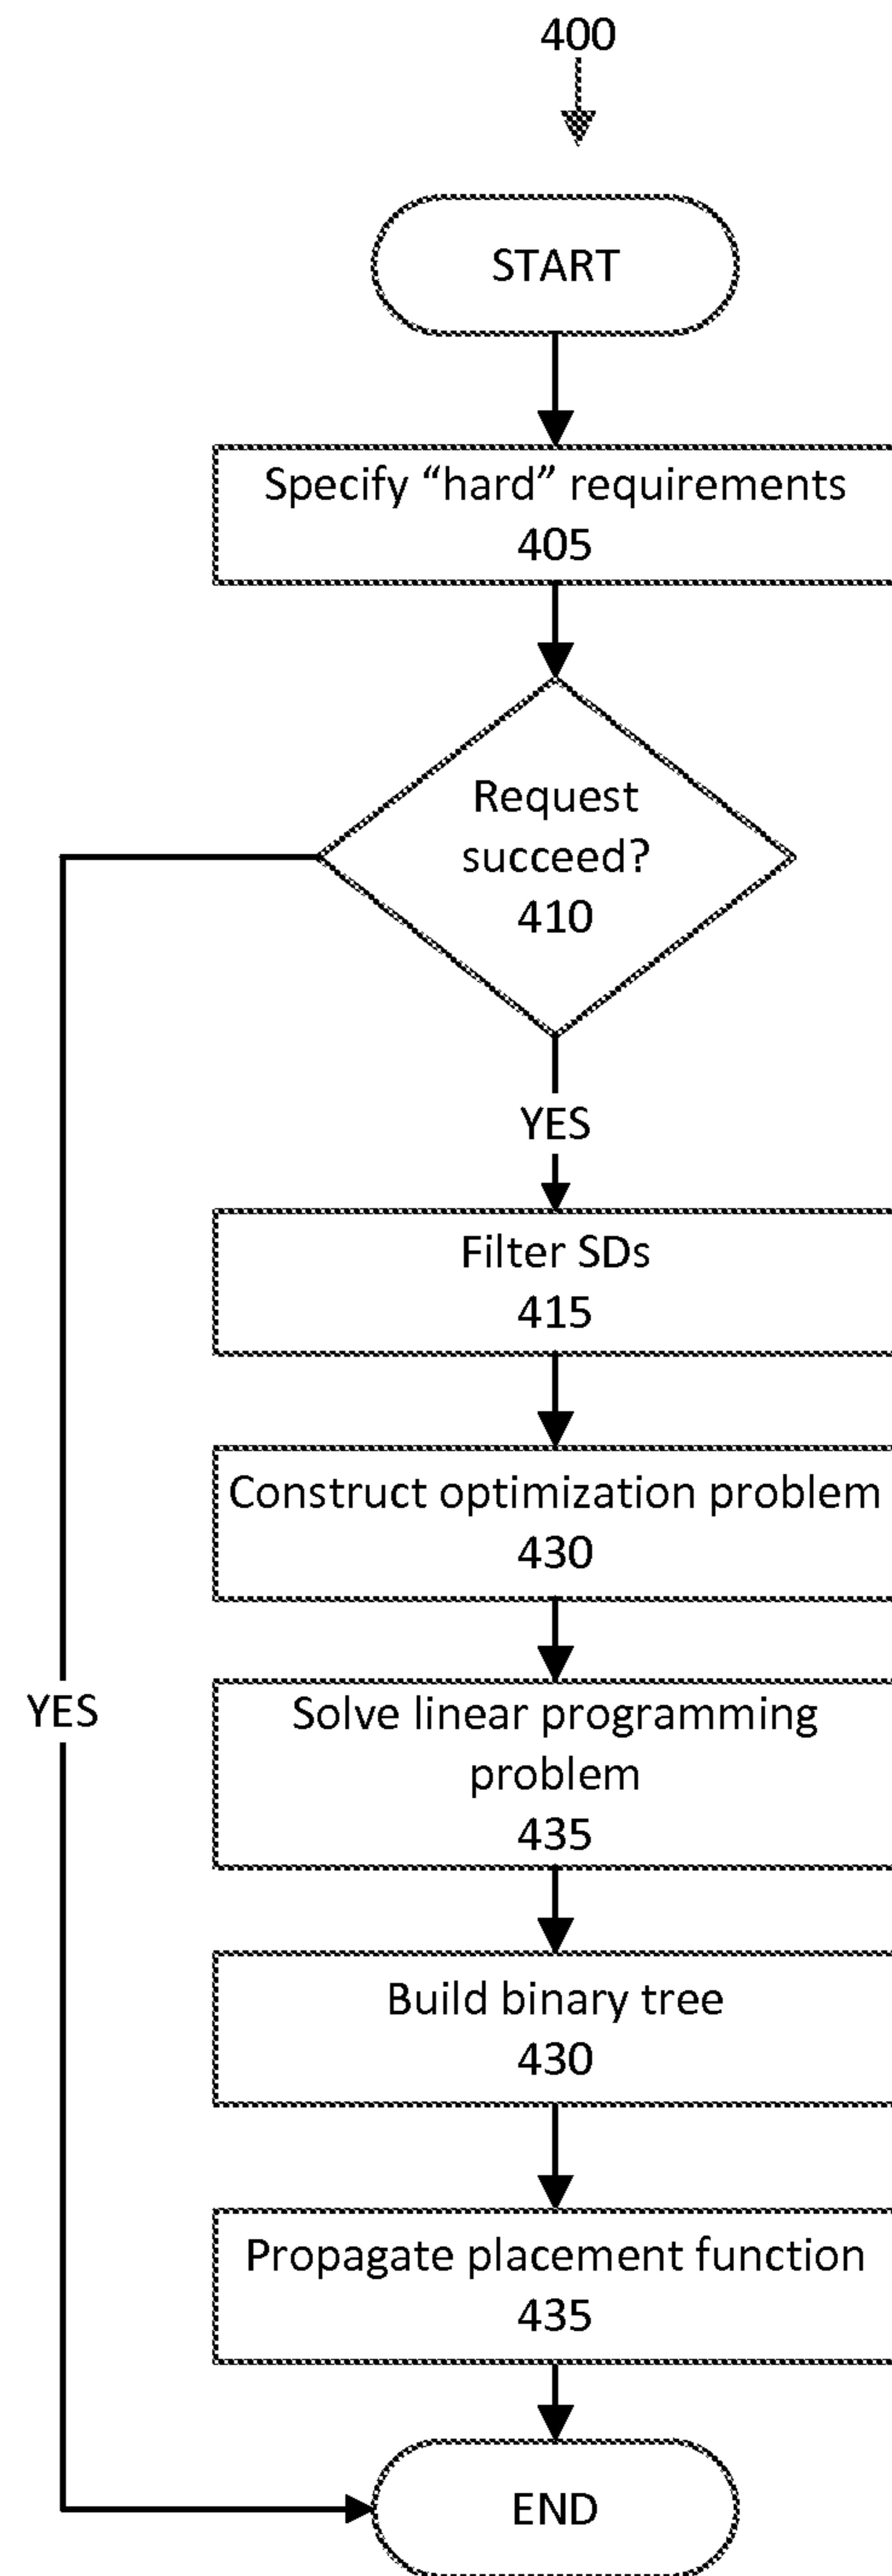 400
START
Specify “hard” requirements
405
Request
succeed?
410
YES
Filter SDs
415
Construct optimization problem
430
YES
Solve linear programming
problem
435
Build binary tree
430
Propagate placement function
435
END